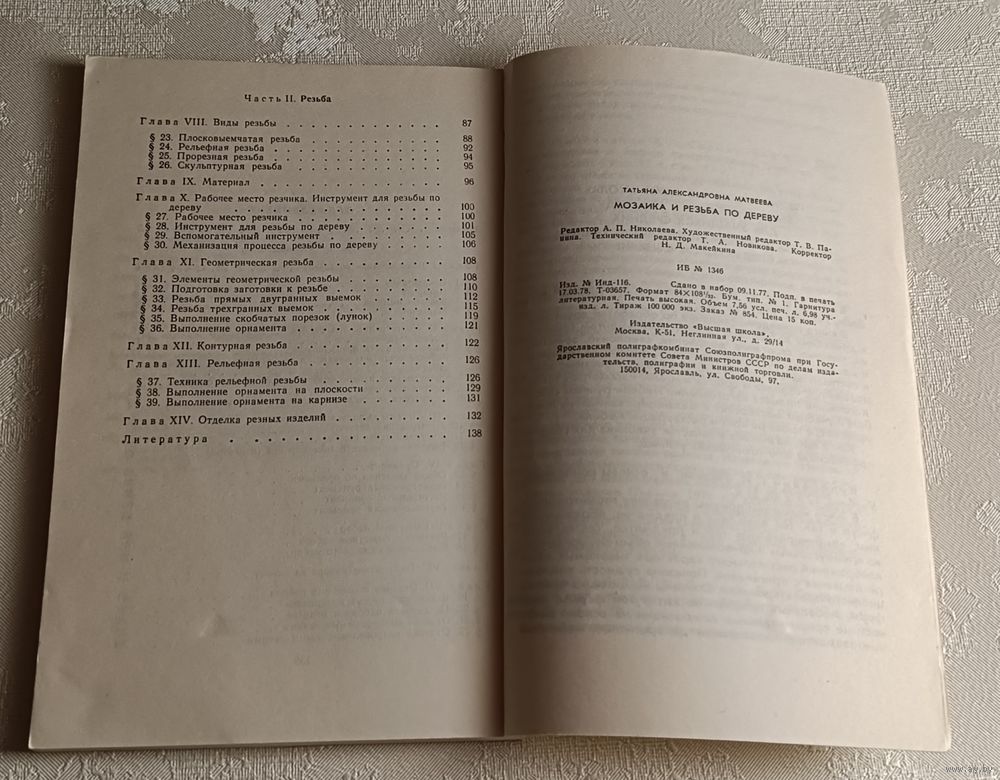 Часть II. Резьба
Глава VIII. Виды резьбы . . . . . . . . . . . . 87
§ 23. Плосковыемчатая резьба . . . . . . . . . 88
§ 24. Рельефная резьба . . . . . . . . . . . . 92
§ 25. Прорезная резьба . . . . . . . . . . . . 94
§ 26. Скульптурная резьба . . . . . . . . . . 95
Глава IX. Материал . . . . . . . . . . . . . . 96
Глава X. Рабочее место резчика. Инструмент для резьбы по
дереву . . . . . . . . . . . . . . 100
§ 27. Рабочее место резчика . . . . . . . . . . 100
§ 28. Инструмент для резьбы по дереву . . . . . . 101
§ 29. Вспомогательный инструмент . . . . . . . . 105
§ 30. Механизация процесса резьбы по дереву . . . . 106
Глава XI. Геометрическая резьба . . . . . . . . . 108
§ 31. Элементы геометрической резьбы . . . . . . 108
§ 32. Подготовка заготовки к резьбе . . . . . . . 110
§ 33. Резьба прямых двугранных выемок . . . . . 112
§ 34. Резьба трехгранных выемок . . . . . . . . 115
§ 35. Выполнение скобчатых порезок (лунок) . . . . 119
§ 36. Выполнение орнамента . . . . . . . . . . 121
Глава XII. Контурная резьба . . . . . . . . . . . 122
Глава XIII. Рельефная резьба . . . . . . . . . . 126
§ 37. Техника рельефной резьбы . . . . . . . . . 126
§ 38. Выполнение орнамента на плоскости . . . . . 129
§ 39. Выполнение орнамента на карнизе . . . . . . 131
Глава XIV. Отделка резных изделий . . . . . . . . 132
Литература . . . . . . . . . . . . . . . 138
ТАТЬЯНА АЛЕКСАНДРОВНА МАТВЕЕВА
МОЗАИКА И РЕЗЬБА ПО ДЕРЕВУ
Редактор А. П. Николаева. Художественный редактор Т. В. Па-
нина. Технический редактор Т. А. Новикова. Корректор
Н. Д. Макейкина
ИБ № 1346
Изд. № Инд-116. Сдано в набор 09.11.77. Подп. в печать
17.03.78. Т-03657. Формат 84×108¹/₃₂. Бум. тип. № 1. Гарнитура
литературная. Печать высокая. Объем 7,56 усл. печ. л. 6,98 уч.-
изд. л. Тираж 100 000 экз. Заказ № 854. Цена 15 коп.
Издательство «Высшая школа»,
Москва, К-51, Неглинная ул., д. 29/14
Ярославский полиграфкомбинат Союзполиграфпрома при Госу-
дарственном комитете Совета Министров СССР по делам изда-
тельств, полиграфии и книжной торговли.
150014, Ярославль, ул. Свободы, 97.
www.ay.by